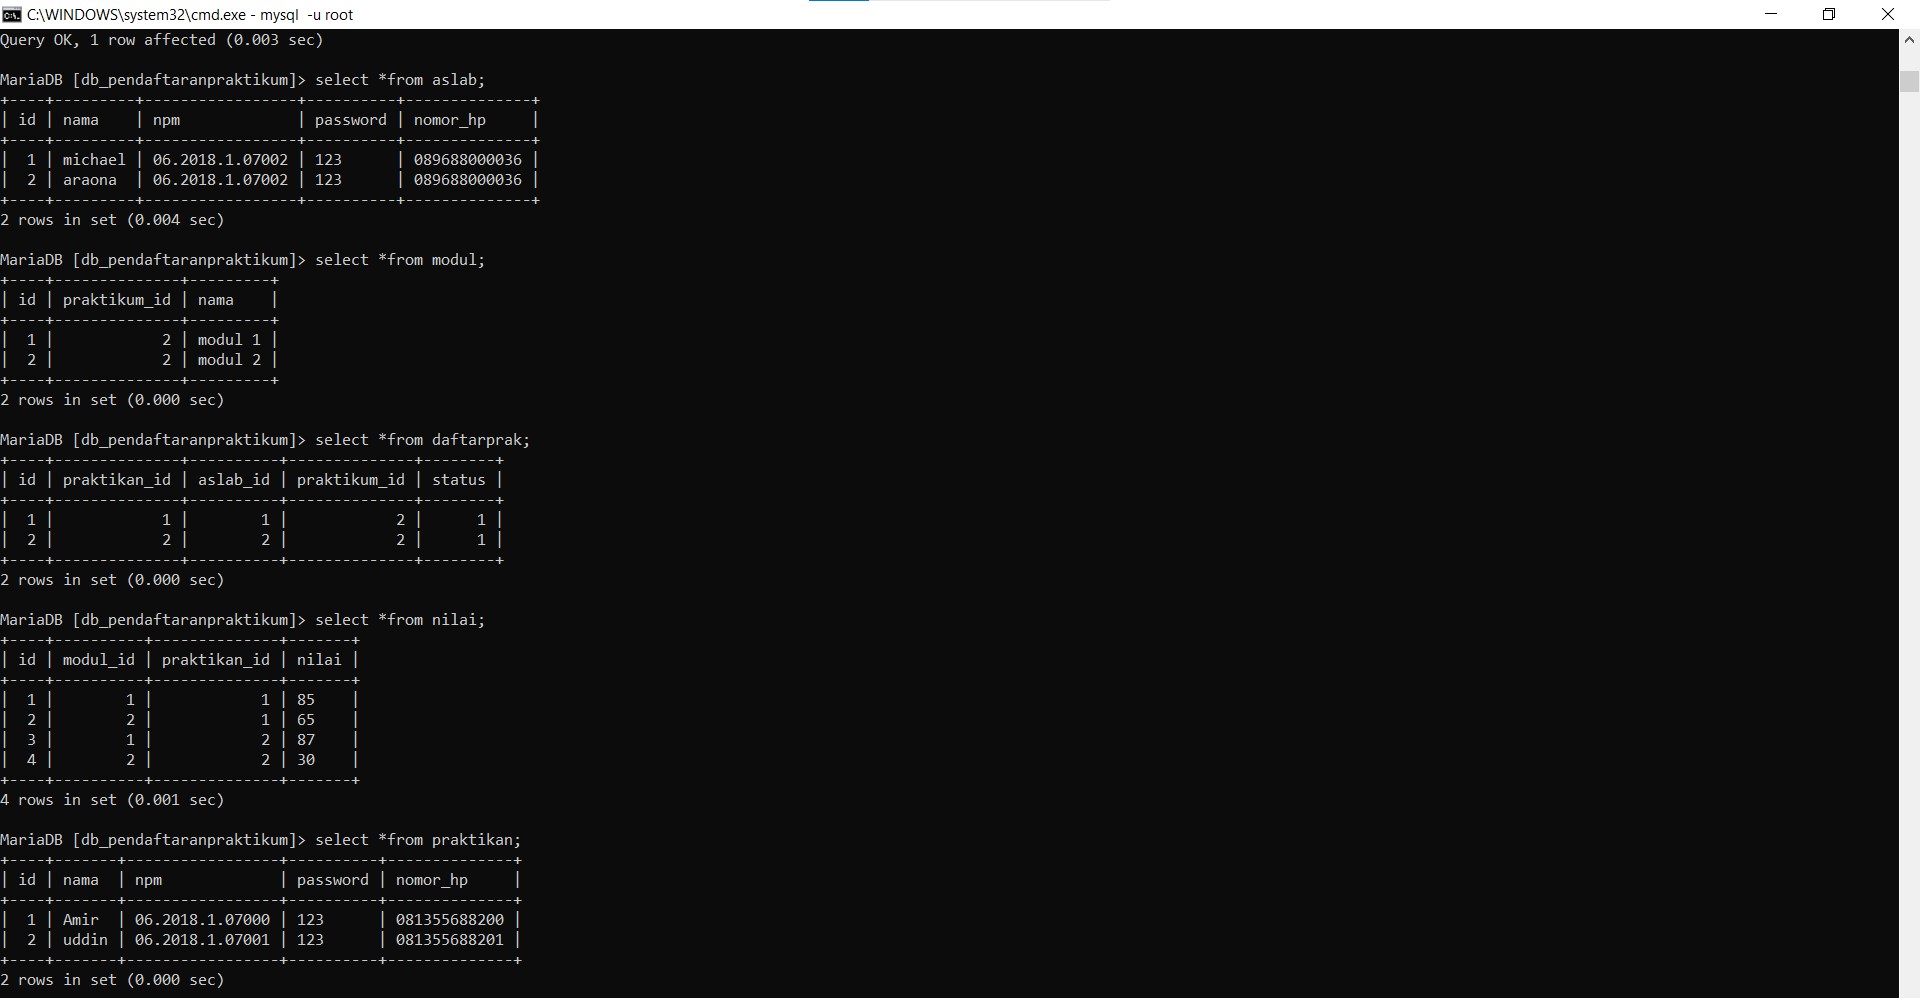 C:\WINDOWS\system32\cmd.exe - mysql  -u root
Query OK, 1 row affected (0.003 sec)

MariaDB [db_pendaftaranpraktikum]> select *from aslab;
+----+---------+-----------------+----------+--------------+
| id | nama    | npm             | password | nomor_hp     |
+----+---------+-----------------+----------+--------------+
|  1 | michael | 06.2018.1.07002 | 123      | 089688000036 |
|  2 | araona  | 06.2018.1.07002 | 123      | 089688000036 |
+----+---------+-----------------+----------+--------------+
2 rows in set (0.004 sec)

MariaDB [db_pendaftaranpraktikum]> select *from modul;
+----+--------------+---------+
| id | praktikum_id | nama    |
+----+--------------+---------+
|  1 |            2 | modul 1 |
|  2 |            2 | modul 2 |
+----+--------------+---------+
2 rows in set (0.000 sec)

MariaDB [db_pendaftaranpraktikum]> select *from daftarprak;
+----+--------------+----------+--------------+--------+
| id | praktikan_id | aslab_id | praktikum_id | status |
+----+--------------+----------+--------------+--------+
|  1 |            1 |        1 |            2 |      1 |
|  2 |            2 |        2 |            2 |      1 |
+----+--------------+----------+--------------+--------+
2 rows in set (0.000 sec)

MariaDB [db_pendaftaranpraktikum]> select *from nilai;
+----+----------+--------------+-------+
| id | modul_id | praktikan_id | nilai |
+----+----------+--------------+-------+
|  1 |        1 |            1 | 85    |
|  2 |        2 |            1 | 65    |
|  3 |        1 |            2 | 87    |
|  4 |        2 |            2 | 30    |
+----+----------+--------------+-------+
4 rows in set (0.001 sec)

MariaDB [db_pendaftaranpraktikum]> select *from praktikan;
+----+-------+-----------------+----------+--------------+
| id | nama  | npm             | password | nomor_hp     |
+----+-------+-----------------+----------+--------------+
|  1 | Amir  | 06.2018.1.07000 | 123      | 081355688200 |
|  2 | uddin | 06.2018.1.07001 | 123      | 081355688201 |
+----+-------+-----------------+----------+--------------+
2 rows in set (0.000 sec)